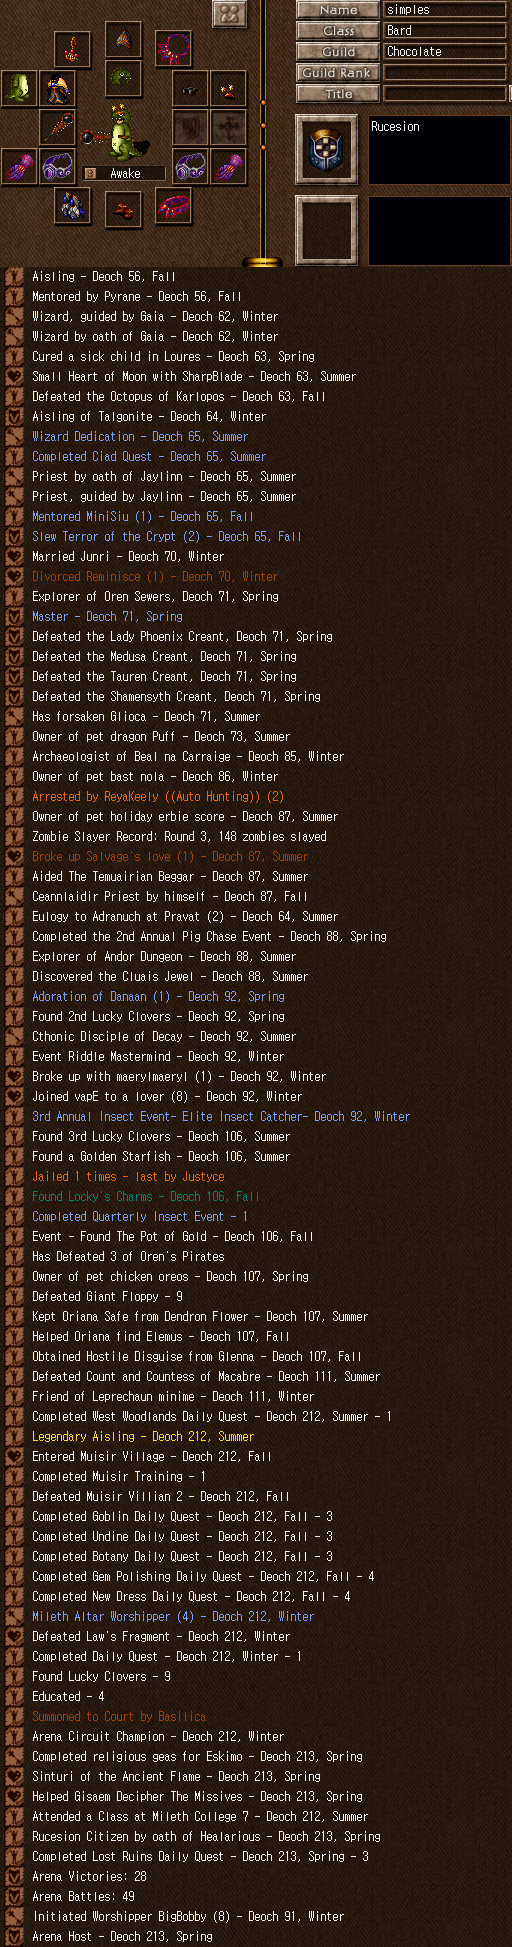 Name simples
Class Bard
Guild Chocolate
Guild Rank
Title
Rucesion
Awake
Aisling - Deoch 56, Fall
Mentored by Pyrane - Deoch 56, Fall
Wizard, guided by Gaia - Deoch 62, Winter
Wizard by oath of Gaia - Deoch 62, Winter
Cured a sick child in Loures - Deoch 63, Spring
Small Heart of Moon with SharpBlade - Deoch 63, Summer
Defeated the Octopus of Karlopos - Deoch 63, Fall
Aisling of Talgonite - Deoch 64, Winter
Wizard Dedication - Deoch 65, Summer
Completed Ciad Quest - Deoch 65, Summer
Priest by oath of Jaylinn - Deoch 65, Summer
Priest, guided by Jaylinn - Deoch 65, Summer
Mentored MiniSiu (1) - Deoch 65, Fall
Slew Terror of the Crypt (2) - Deoch 65, Fall
Married Junri - Deoch 70, Winter
Divorced Reminisce (1) - Deoch 70, Winter
Explorer of Oren Sewers, Deoch 71, Spring
Master - Deoch 71, Spring
Defeated the Lady Phoenix Creant, Deoch 71, Spring
Defeated the Medusa Creant, Deoch 71, Spring
Defeated the Tauren Creant, Deoch 71, Spring
Defeated the Shamensyth Creant, Deoch 71, Spring
Has forsaken Glioca - Deoch 71, Summer
Owner of pet dragon Puff - Deoch 73, Summer
Archaeologist of Beal na Carraige - Deoch 85, Winter
Owner of pet bast nola - Deoch 86, Winter
Arrested by ReyaKeely ((Auto Hunting)) (2)
Owner of pet holiday erbie score - Deoch 87, Summer
Zombie Slayer Record: Round 3, 148 zombies slayed
Broke up Salvage's love (1) - Deoch 87, Summer
Aided The Temuairian Beggar - Deoch 87, Summer
Ceannlaidir Priest by himself - Deoch 87, Fall
Eulogy to Adranuch at Pravat (2) - Deoch 64, Summer
Completed the 2nd Annual Pig Chase Event - Deoch 88, Spring
Explorer of Andor Dungeon - Deoch 88, Summer
Discovered the Cluais Jewel - Deoch 88, Summer
Adoration of Danaan (1) - Deoch 92, Spring
Found 2nd Lucky Clovers - Deoch 92, Spring
Cthonic Disciple of Decay - Deoch 92, Summer
Event Riddle Mastermind - Deoch 92, Winter
Broke up with maerylmaeryl (1) - Deoch 92, Winter
Joined vapE to a lover (8) - Deoch 92, Winter
3rd Annual Insect Event- Elite Insect Catcher- Deoch 92, Winter
Found 3rd Lucky Clovers - Deoch 106, Summer
Found a Golden Starfish - Deoch 106, Summer
Jailed 1 times - last by Justyce
Found Locky's Charms - Deoch 106, Fall
Completed Quarterly Insect Event - 1
Event - Found The Pot of Gold - Deoch 106, Fall
Has Defeated 3 of Oren's Pirates
Owner of pet chicken oreos - Deoch 107, Spring
Defeated Giant Floppy - 9
Kept Oriana Safe from Dendron Flower - Deoch 107, Summer
Helped Oriana find Elemus - Deoch 107, Fall
Obtained Hostile Disguise from Glenna - Deoch 107, Fall
Defeated Count and Countess of Macabre - Deoch 111, Summer
Friend of Leprechaun minime - Deoch 111, Winter
Completed West Woodlands Daily Quest - Deoch 212, Summer - 1
Legendary Aisling - Deoch 212, Summer
Entered Muisir Village - Deoch 212, Fall
Completed Muisir Training - 1
Defeated Muisir Villian 2 - Deoch 212, Fall
Completed Goblin Daily Quest - Deoch 212, Fall - 3
Completed Undine Daily Quest - Deoch 212, Fall - 3
Completed Botany Daily Quest - Deoch 212, Fall - 3
Completed Gem Polishing Daily Quest - Deoch 212, Fall - 4
Completed New Dress Daily Quest - Deoch 212, Fall - 4
Mileth Altar Worshipper (4) - Deoch 212, Winter
Defeated Law's Fragment - Deoch 212, Winter
Completed Daily Quest - Deoch 212, Winter - 1
Found Lucky Clovers - 9
Educated - 4
Summoned to Court by Basilica
Arena Circuit Champion - Deoch 212, Winter
Completed religious geas for Eskimo - Deoch 213, Spring
Sinturi of the Ancient Flame - Deoch 213, Spring
Helped Gisaem Decipher The Missives - Deoch 213, Spring
Attended a Class at Mileth College 7 - Deoch 212, Summer
Rucesion Citizen by oath of Healarious - Deoch 213, Spring
Completed Lost Ruins Daily Quest - Deoch 213, Spring - 3
Arena Victories: 28
Arena Battles: 49
Initiated Worshipper BigBobby (8) - Deoch 91, Winter
Arena Host - Deoch 213, Spring